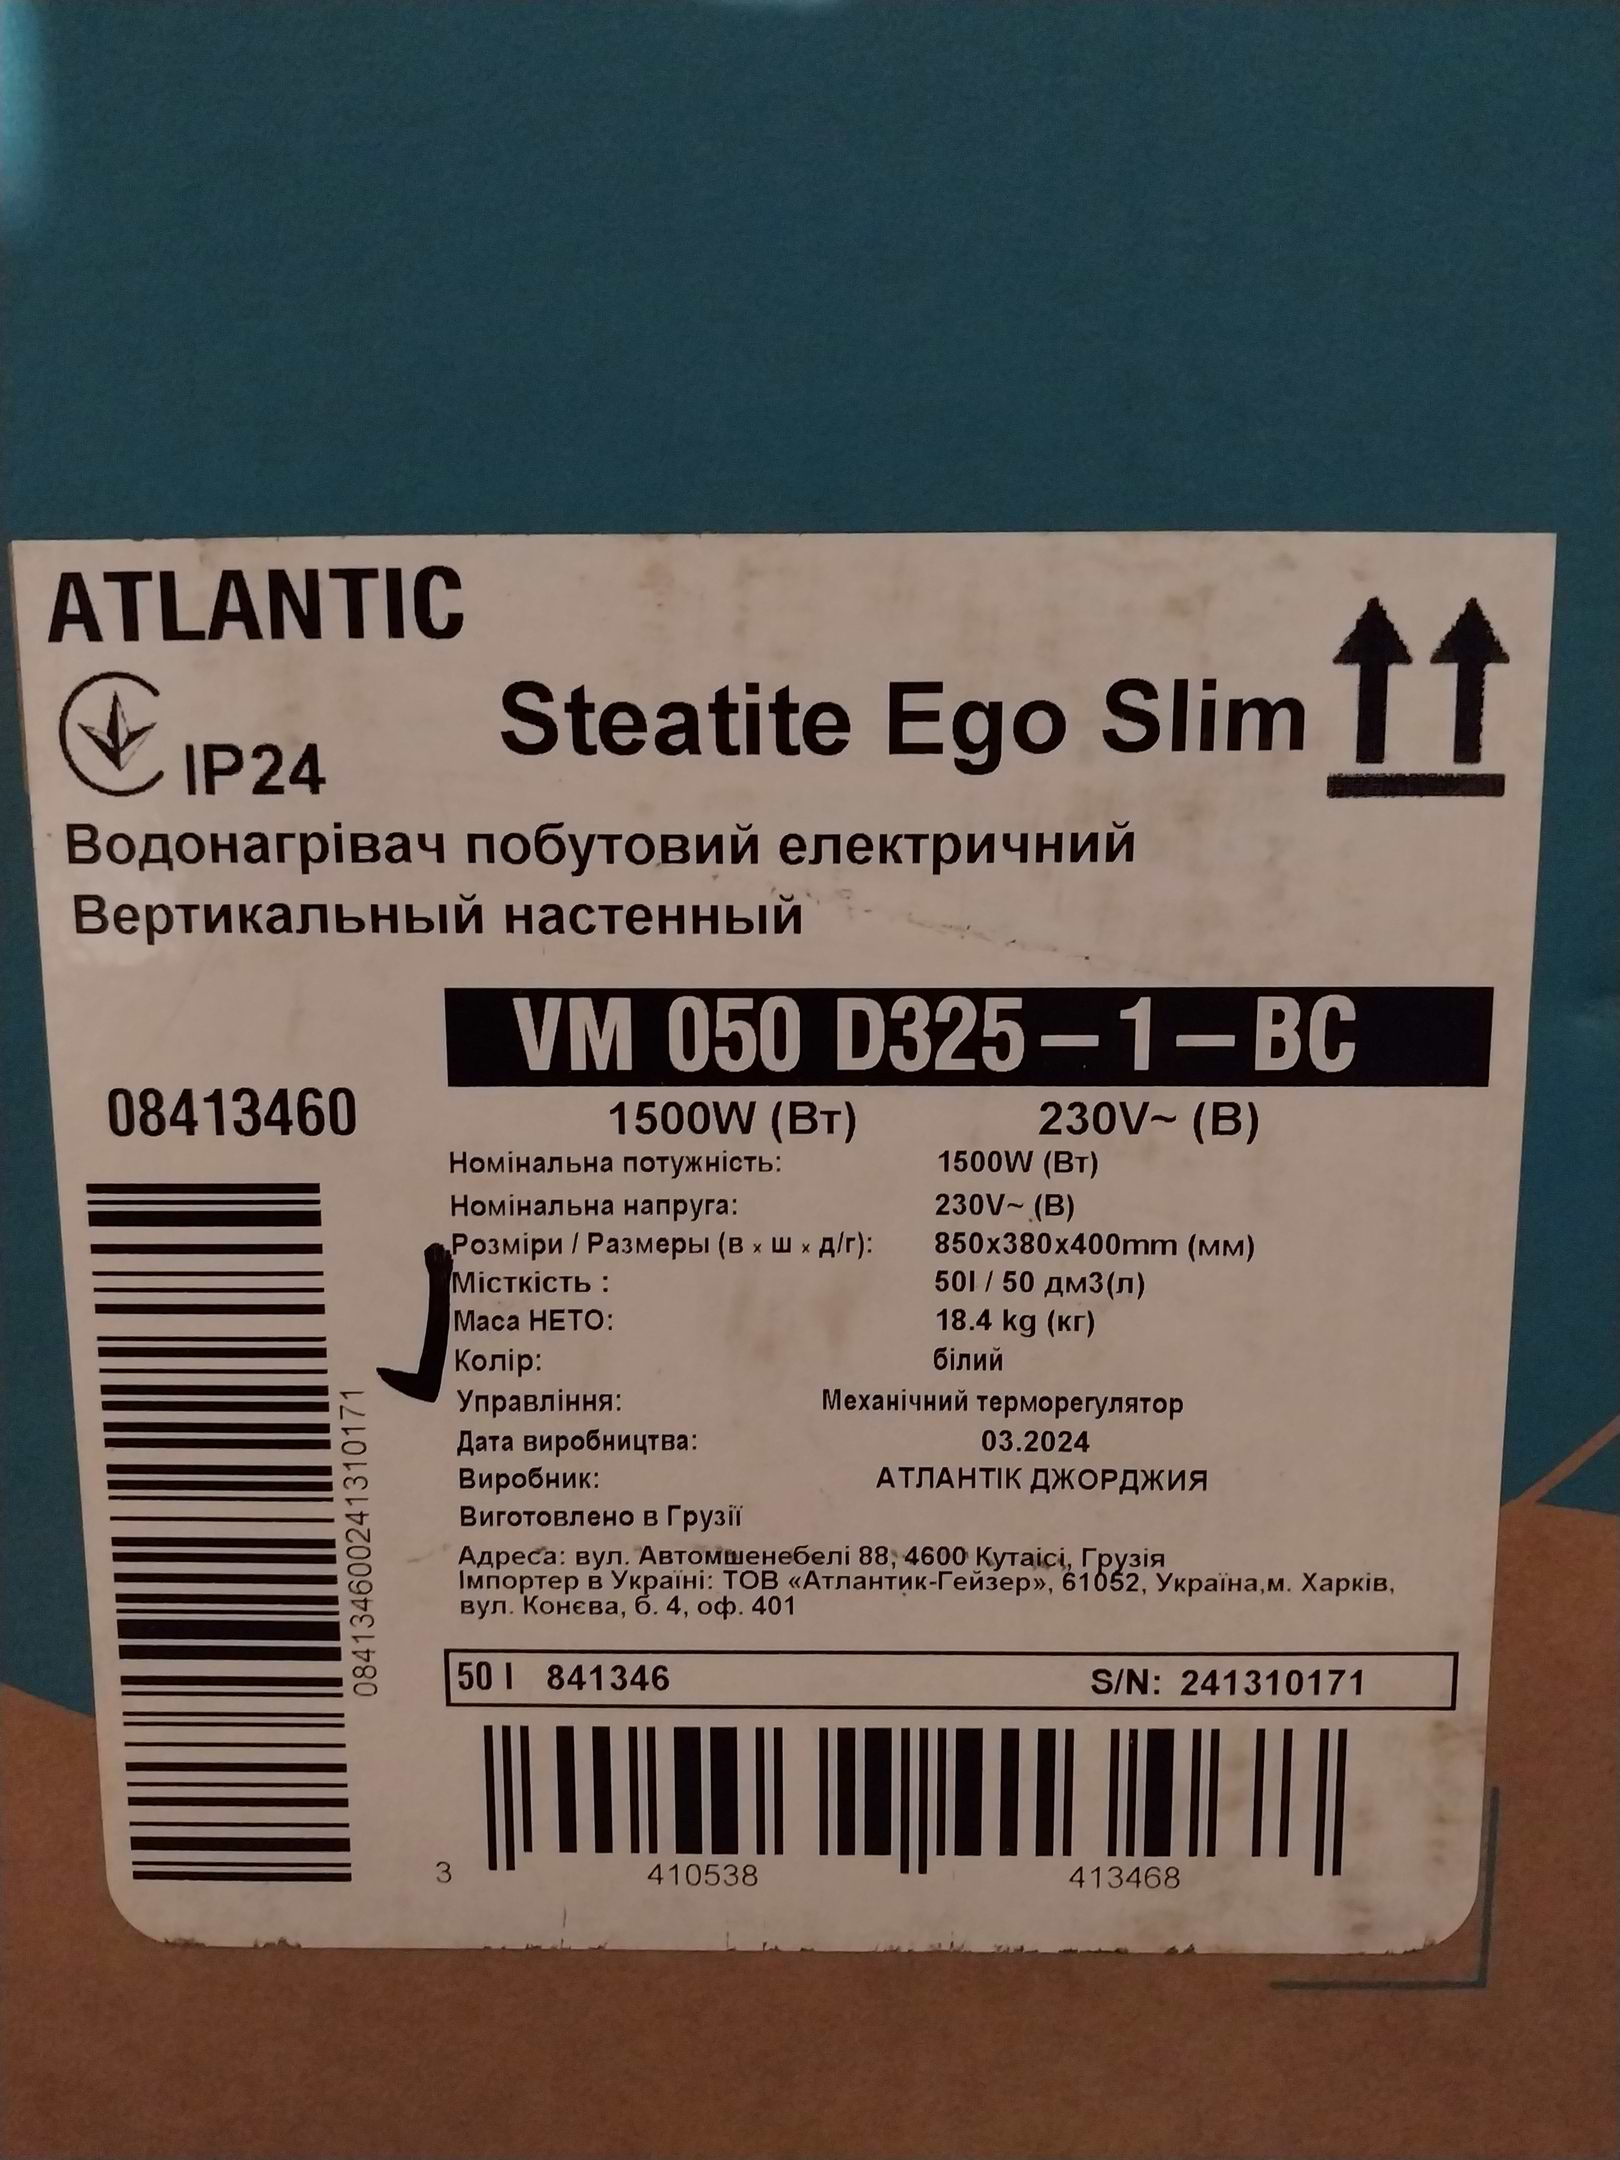 ATLANTIC
Steatite Ego Slim
IP24
Водонагрівач побутовий електричний
Вертикальный настенный
VM 050 D325-1-BC
08413460
1500W (Вт) 230V~ (В)
Номінальна потужність: 1500W (Вт)
Номінальна напруга: 230V~ (В)
Розміри / Размеры (в x ш x д/г): 850x380x400mm (мм)
Місткість : 50l / 50 дм3(л)
Маса НЕТО: 18.4 kg (кг)
Колір: білий
Управління: Механічний терморегулятор
Дата виробництва: 03.2024
Виробник: АТЛАНТІК ДЖОРДЖИЯ
Виготовлено в Грузії
Адреса: вул. Автомшенебелі 88, 4600 Кутаісі, Грузія
Імпортер в Україні: ТОВ «Атлантик-Гейзер», 61052, Україна,м. Харків,
вул. Конєва, б. 4, оф. 401
0841346002413101​71
50 l 841346 S/N: 241310171
3 410538 413468